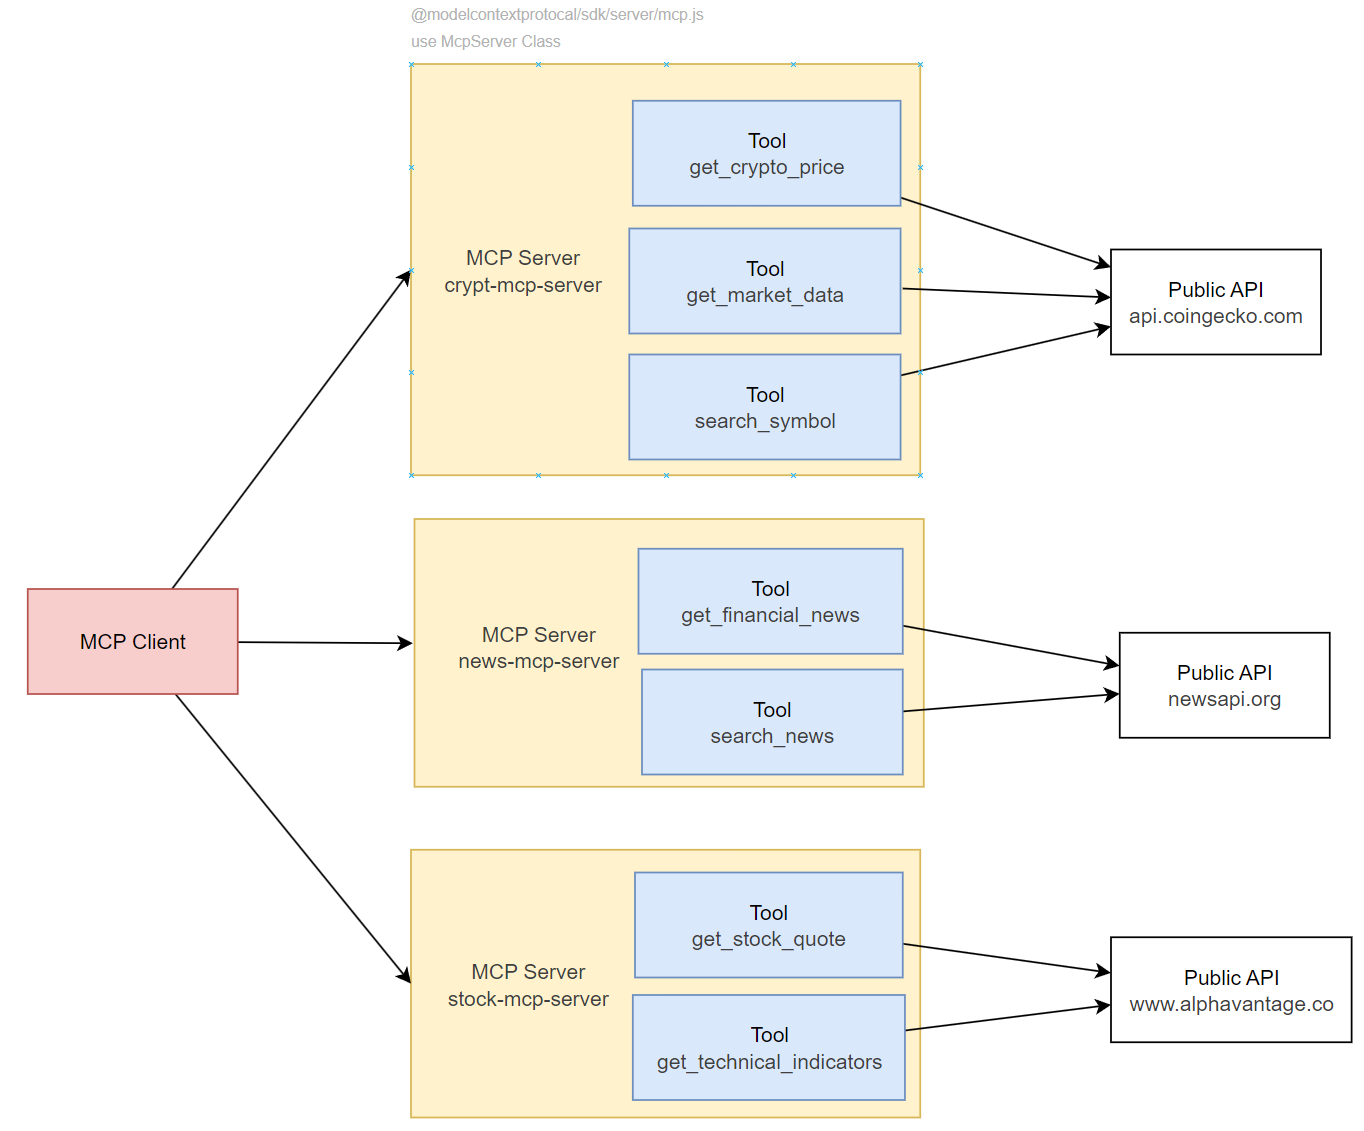 @modelcontextprotocal/sdk/server/mcp.js
use McpServer Class
Tool
get_crypto_price
MCP Server
crypt-mcp-server
Tool
get_market_data
Public API
api.coingecko.com
Tool
search_symbol
MCP Client
MCP Server
news-mcp-server
Tool
get_financial_news
Tool
search_news
Public API
newsapi.org
MCP Server
stock-mcp-server
Tool
get_stock_quote
Tool
get_technical_indicators
Public API
www.alphavantage.co